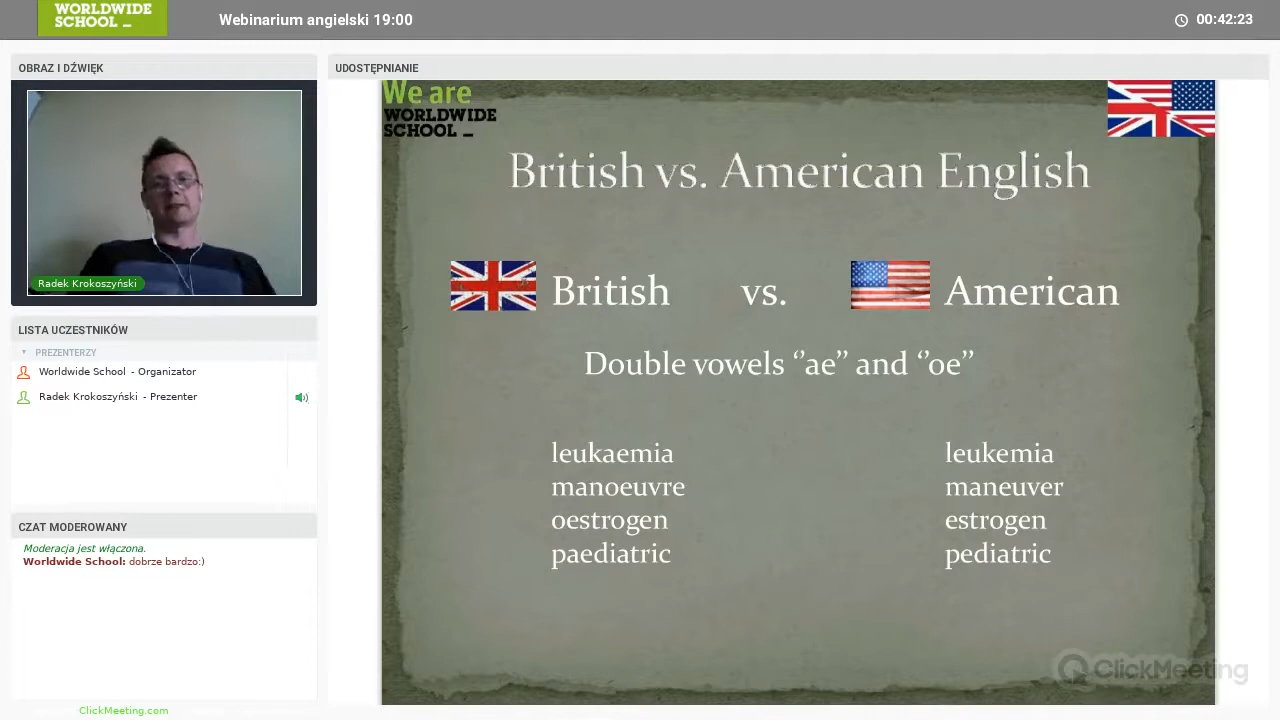 WORLDWIDE
SCHOOL _
Webinarium angielski 19:00
00:42:23
OBRAZ I DŹWIĘK
Radek Krokoszyński
LISTA UCZESTNIKÓW
PREZENTERZY
Worldwide School - Organizator
Radek Krokoszyński - Prezenter
CZAT MODEROWANY
Moderacja jest włączona.
Worldwide School: dobrze bardzo:)
ClickMeeting.com
UDOSTĘPNIANIE
We are
WORLDWIDE
SCHOOL _
British vs. American English
British vs. American
Double vowels ‘’ae’’ and ‘’oe’’
leukaemia leukemia
manoeuvre maneuver
oestrogen estrogen
paediatric pediatric
ClickMeeting